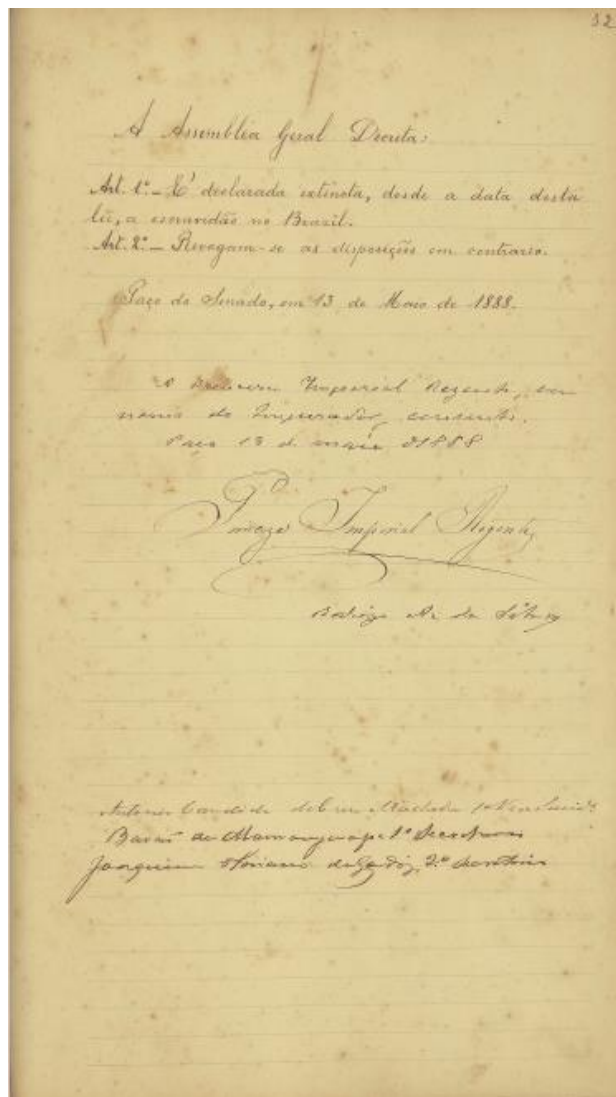 32
A Assemblea Geral Decreta:
Art. 1º_ E' declarada extincta, desde a data desta
lei, a escravidão no Brazil.
Art. 2º_ Revogam-se as disposições em contrario.
Paço do Senado, em 13 de Maio de 1888.
A Princeza Imperial Regente, em
nome do Imperador, consente.
Paço 13 de maio d 1888
Princeza Imperial Regente
Rodrigo A. da Silva
Antonio Candido da Cruz Machado 1º Vice
Barão de Mamanguape 1º Secretario
Joaquim Floriano de Godoy, 2º Secretario